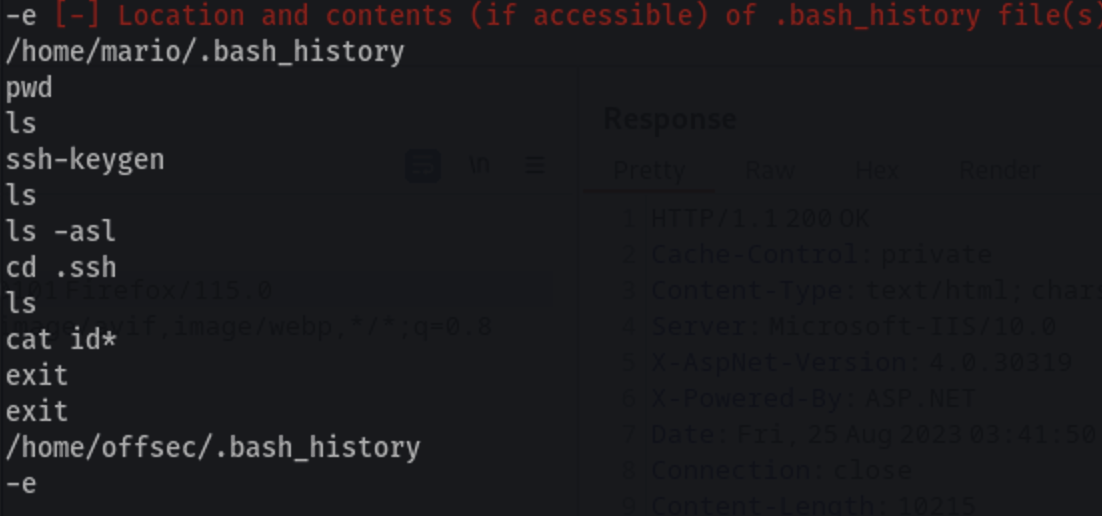 -e [-] Location and contents (if accessible) of .bash_history file(s)
/home/mario/.bash_history
pwd
ls
ssh-keygen
ls
ls -asl
cd .ssh
ls
cat id*
exit
exit
/home/offsec/.bash_history
-e
Response
Pretty Raw Hex Render
1 HTTP/1.1 200 OK
2 Cache-Control: private
3 Content-Type: text/html; char
4 Server: Microsoft-IIS/10.0
5 X-AspNet-Version: 4.0.30319
6 X-Powered-By: ASP.NET
7 Date: Fri, 25 Aug 2023 03:41:50
8 Connection: close
9 Content-Length: 10215
\n
Firefox/115.0
image/webp,*/*;q=0.8